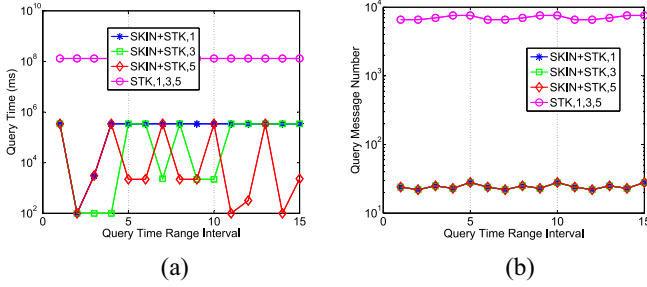 10^10
10^8
10^6
10^4
10^2
0
5
10
15
Query Time (ms)
Query Time Range Interval
SKIN+STK,1
SKIN+STK,3
SKIN+STK,5
STK,1,3,5
(a)
10^4
10^3
10^2
10^1
0
5
10
15
Query Message Number
Query Time Range Interval
SKIN+STK,1
SKIN+STK,3
SKIN+STK,5
STK,1,3,5
(b)